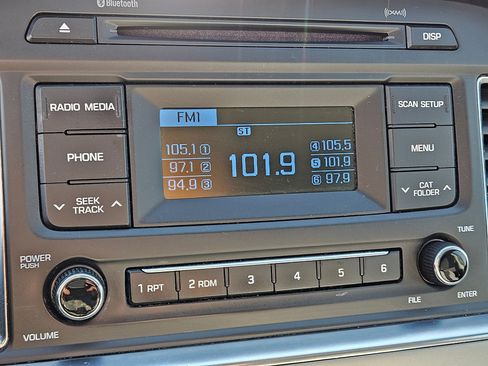 Bluetooth
XM
DISP
RADIO MEDIA
FM1
SCAN SETUP
ST
105.1 1
4 105.5
PHONE
97.1 2
101.9
5 101.9
MENU
94.9 3
6 97.9
SEEK
TRACK
CAT
FOLDER
POWER
PUSH
TUNE
1 RPT
2 RDM
3
4
5
6
VOLUME
FILE
ENTER